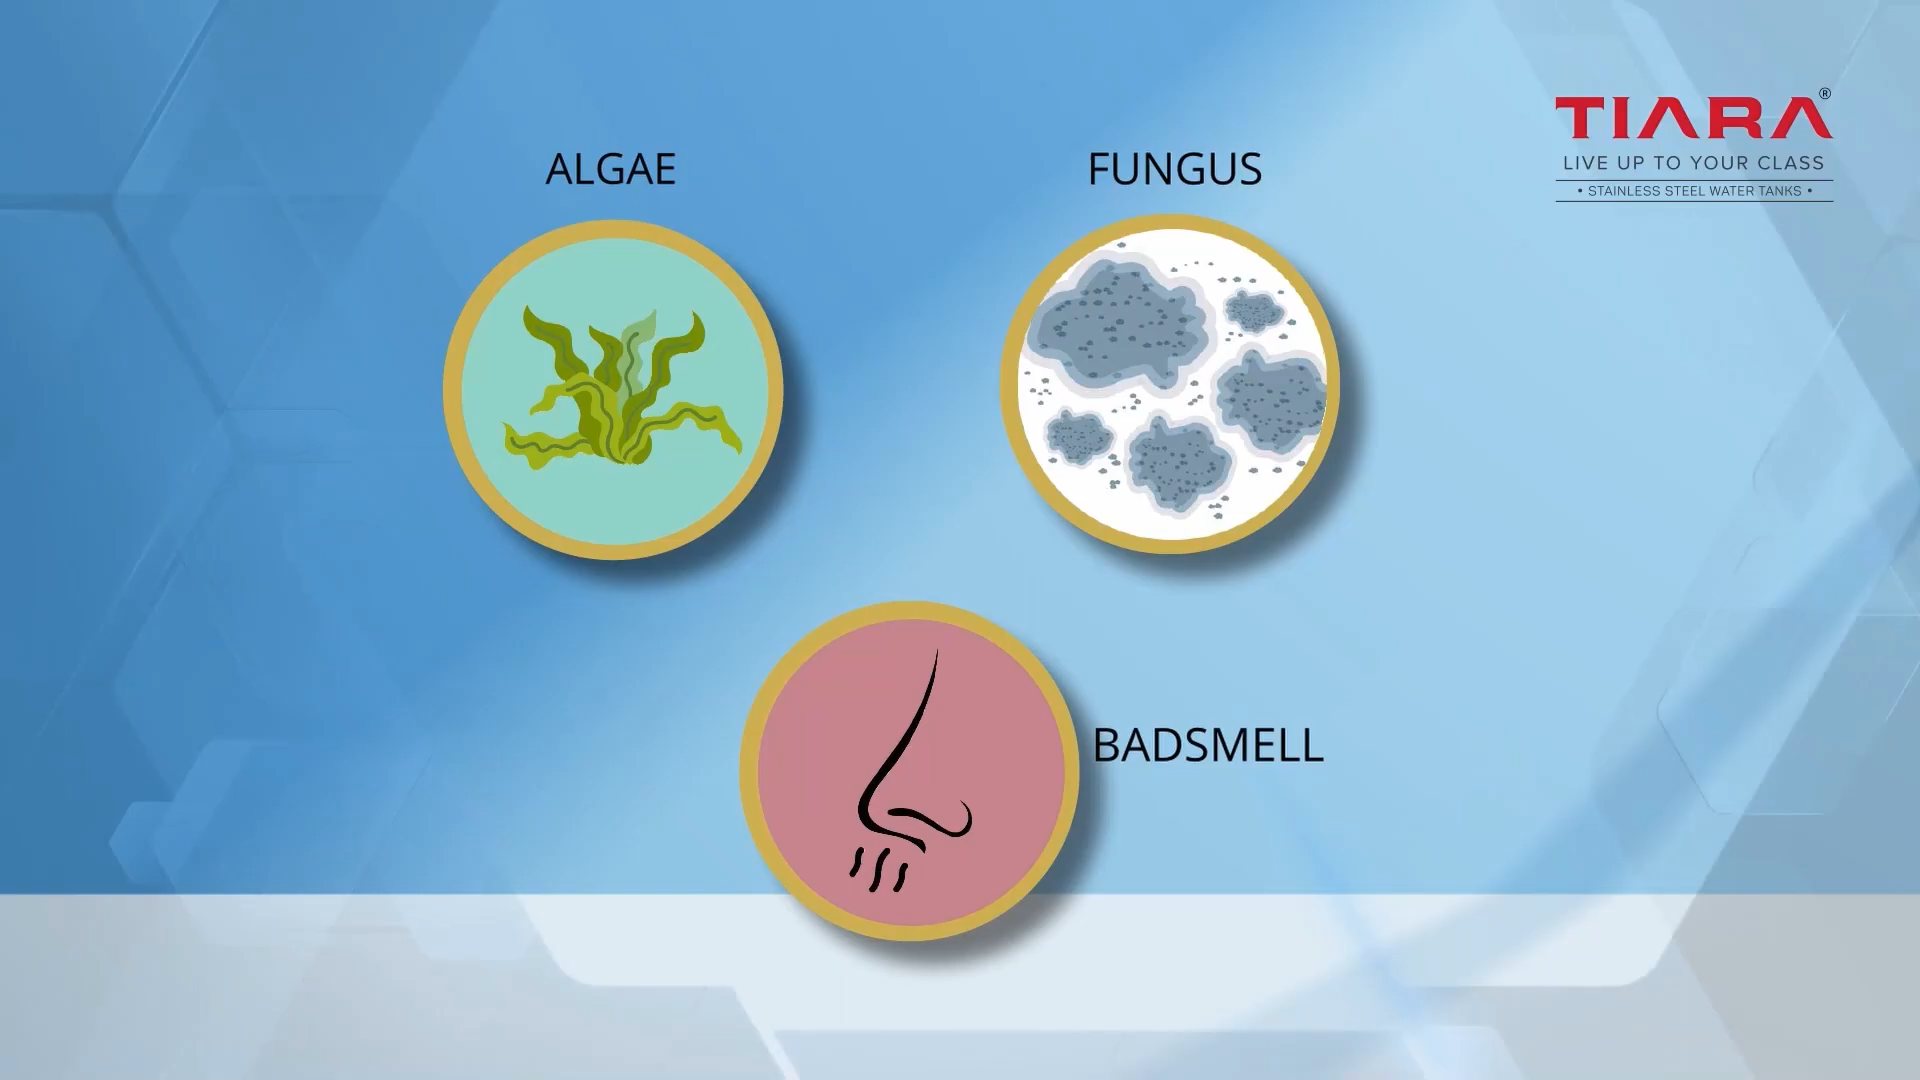 ALGAE
FUNGUS
TIARA®
LIVE UP TO YOUR CLASS
• STAINLESS STEEL WATER TANKS •
BADSMELL